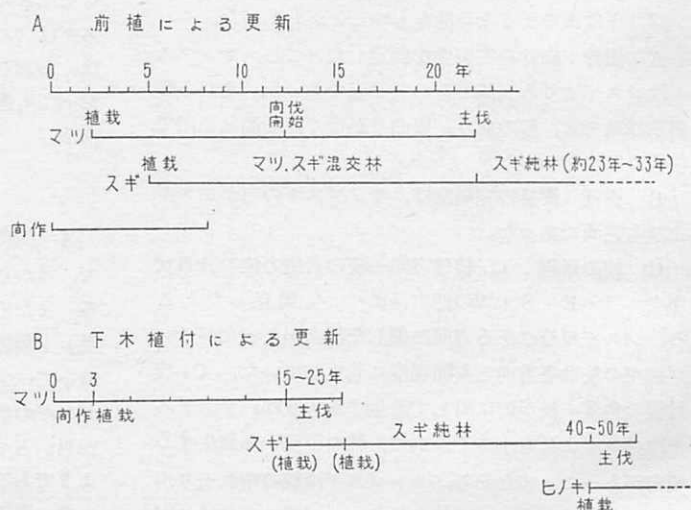 A 前植による更新
0 5 10 15 20 年
植栽 向伐向始 主伐
マツ
植栽 マツ.スギ混交林 スギ純林(約23年~33年)
スギ
向作
B 下木植付による更新
0 3 15~25年
マツ
向作植栽 主伐
スギ純林 40~50年
スギ 主伐
(植栽) (植栽)
ヒノキ
植栽